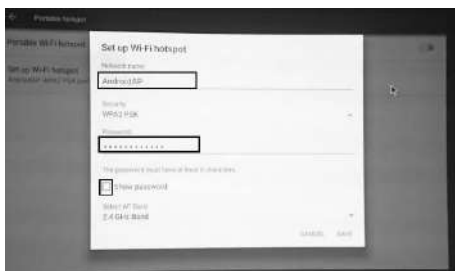 Portable hotspot
Portable Wi-Fi hotspot
Set up Wi-Fi hotspot
Set up Wi-Fi hotspot
Network name
AndroidAP
Security
WPA2 PSK
Password
············
The password must have at least 8 characters.
Show password
Select AP Band
2.4 GHz Band
CANCEL SAVE